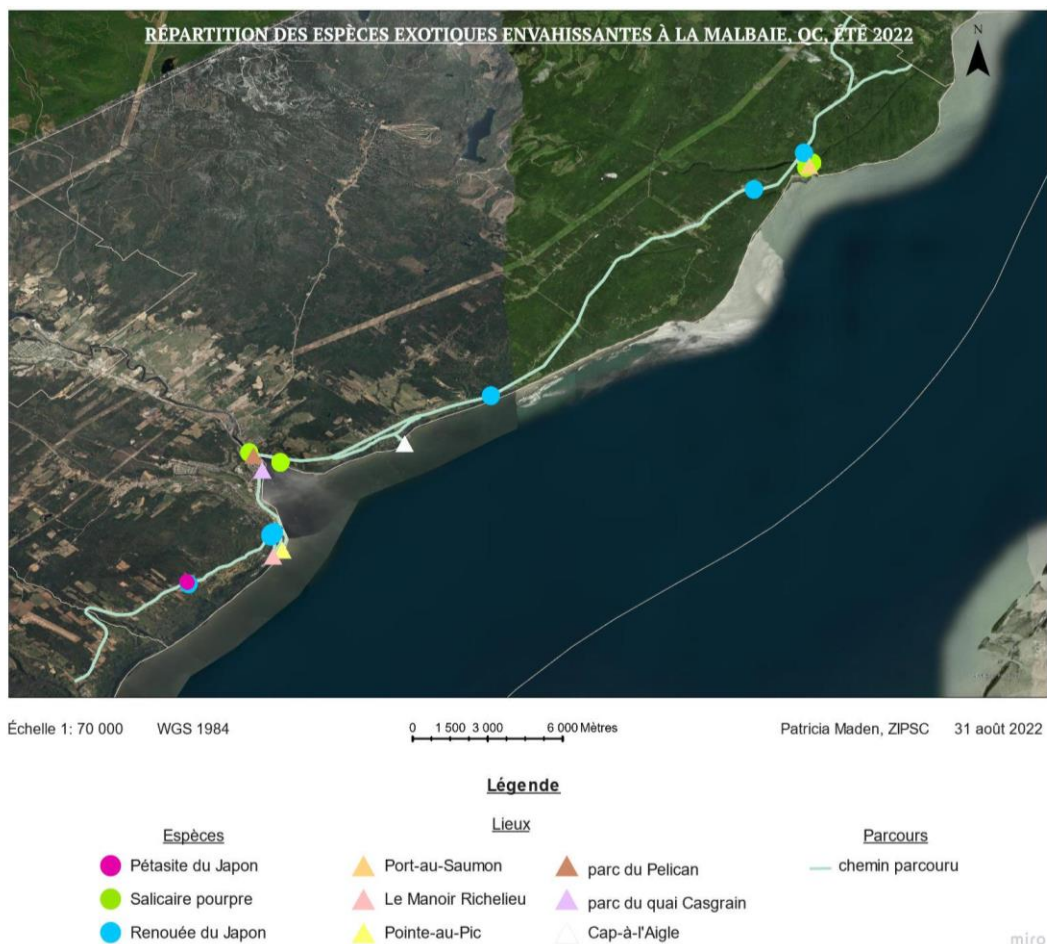 RÉPARTITION DES ESPÈCES EXOTIQUES ENVAHISSANTES À LA MALBAIE, QC, ÉTÉ 2022
N
Échelle 1: 70 000 WGS 1984 0 1 500 3 000 6 000 Mètres Patricia Maden, ZIPSC 31 août 2022
Légende
Espèces Lieux Parcours
Pétasite du Japon Port-au-Saumon parc du Pelican chemin parcouru
Salicaire pourpre Le Manoir Richelieu parc du quai Casgrain
Renouée du Japon Pointe-au-Pic Cap-à-l'Aigle
miro